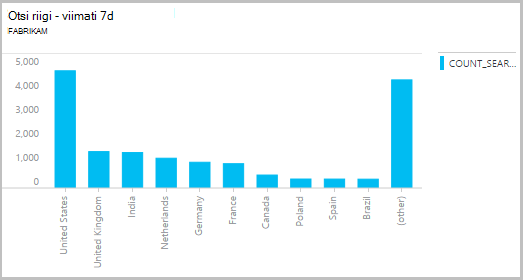 Otsi riigi - viimati 7d
FABRIKAM
COUNT_SEAR...
5,000
4,000
3,000
2,000
1,000
0
United States
United Kingdom
India
Netherlands
Germany
France
Canada
Poland
Spain
Brazil
(other)